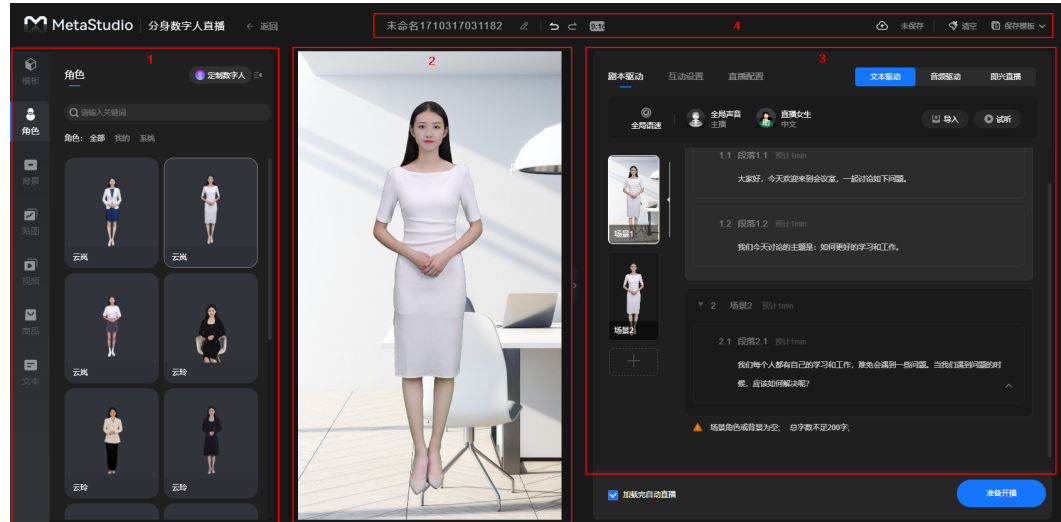 MetaStudio 分身数字人直播 ← 返回
未命名1710317031182
9:16
4
未保存
清空
保存模板
1
模板
角色
背景
贴图
视频
商品
文本
角色
定制数字人
请输入关键词
角色: 全部 我的 系统
云岚
云岚
云岚
云玲
云玲
云玲
2
3
剧本驱动 互动设置 直播配置
文本驱动 音频驱动 即兴直播
全局语速
全局声音
主播
直播女生
中文
导入
试听
场景1
场景2
1.1 段落1.1 预计1min
大家好，今天欢迎来到会议室，一起讨论如下问题。
1.2 段落1.2 预计1min
我们今天讨论的主题是：如何更好的学习和工作。
2 场景2 预计1min
2.1 段落2.1 预计1min
我们每个人都有自己的学习和工作，难免会遇到一些问题。当我们遇到问题的时
候，应该如何解决呢？
场景角色或背景为空; 总字数不足200字;
加载完自动直播
准备开播